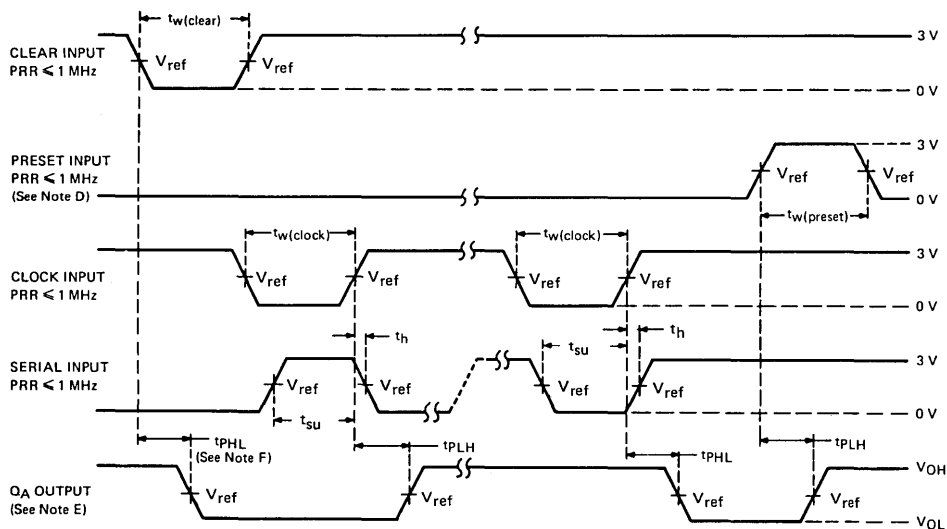 tw(clear)
CLEAR INPUT
PRR ≤ 1 MHz
Vref
Vref
3 V
0 V
PRESET INPUT
PRR ≤ 1 MHz
(See Note D)
Vref
Vref
3 V
0 V
tw(preset)
tw(clock)
tw(clock)
CLOCK INPUT
PRR ≤ 1 MHz
Vref
Vref
Vref
Vref
3 V
0 V
th
tsu
th
SERIAL INPUT
PRR ≤ 1 MHz
Vref
Vref
Vref
Vref
3 V
0 V
tsu
tPHL
(See Note F)
tPLH
tPHL
tPLH
QA OUTPUT
(See Note E)
Vref
Vref
Vref
Vref
VOH
VOL